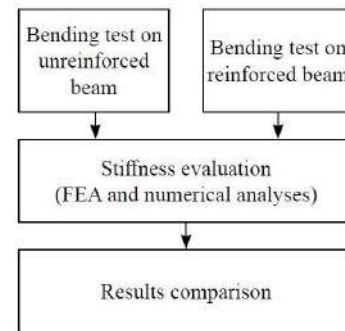 Bending test on
unreinforced
beam
Bending test on
reinforced beam
Stiffness evaluation
(FEA and numerical analyses)
Results comparison